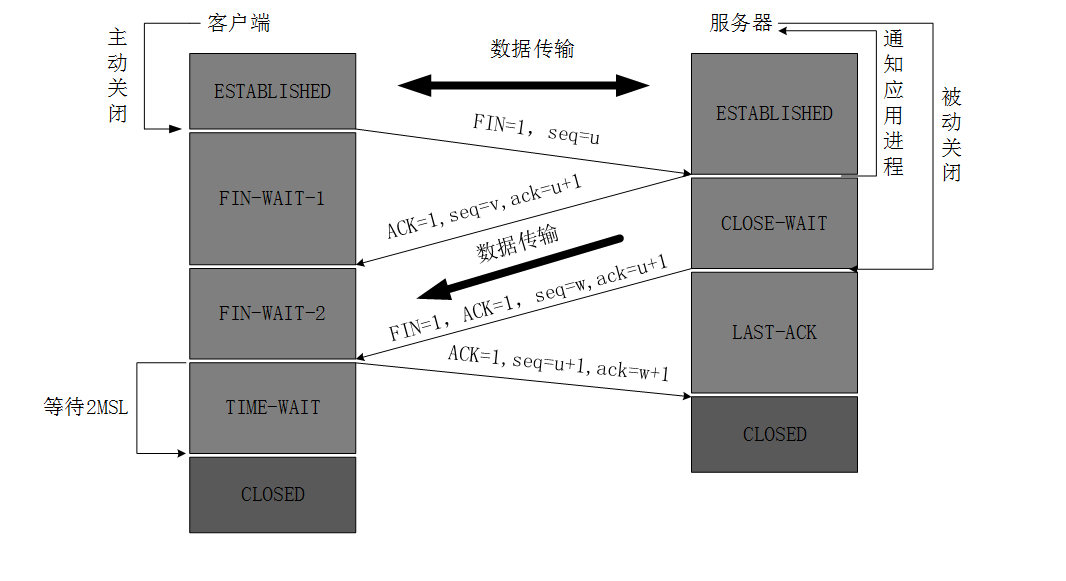 客户端
服务器
主动关闭
数据传输
通知应用进程
被动关闭
ESTABLISHED
ESTABLISHED
FIN=1, seq=u
FIN-WAIT-1
ACK=1,seq=v,ack=u+1
CLOSE-WAIT
数据传输
FIN-WAIT-2
FIN=1, ACK=1, seq=w,ack=u+1
LAST-ACK
ACK=1,seq=u+1,ack=w+1
等待2MSL
TIME-WAIT
CLOSED
CLOSED